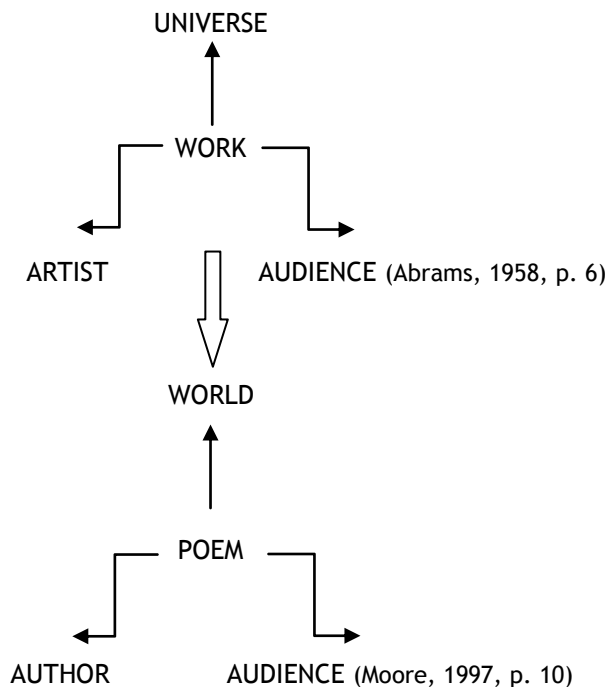 UNIVERSE
WORK
ARTIST AUDIENCE (Abrams, 1958, p. 6)
WORLD
POEM
AUTHOR AUDIENCE (Moore, 1997, p. 10)